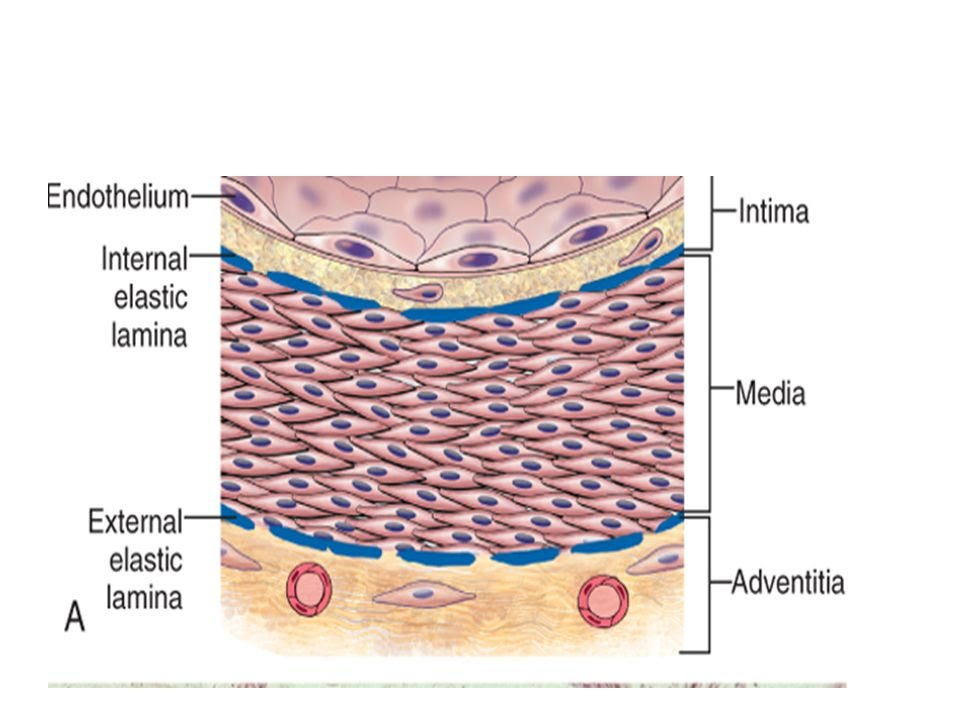 Endothelium
Intima
Internal
elastic
lamina
Media
External
elastic
lamina
Adventitia
A